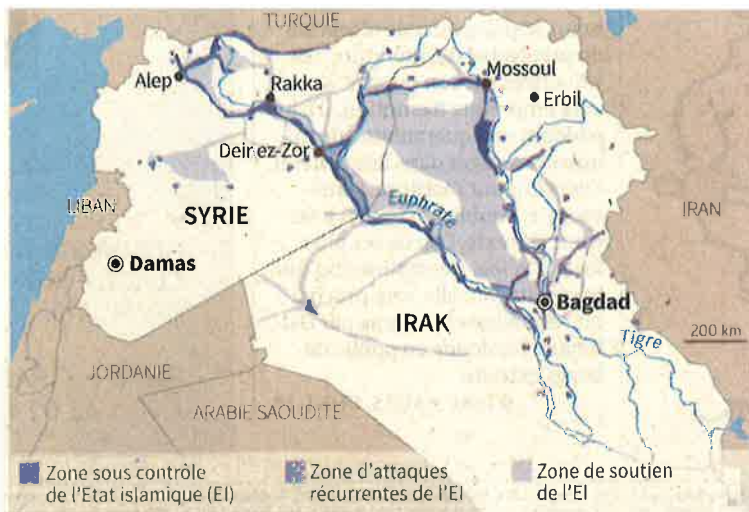 TURQUIE
Alep
Rakka
Mossoul
Erbil
Deir ez-Zor
LIBAN
SYRIE
Euphrate
IRAN
Damas
Bagdad
IRAK
200 km
Tigre
JORDANIE
ARABIE SAOUDITE
Zone sous contrôle
de l'Etat islamique (EI)
Zone d'attaques
récurrentes de l'EI
Zone de soutien
de l'EI